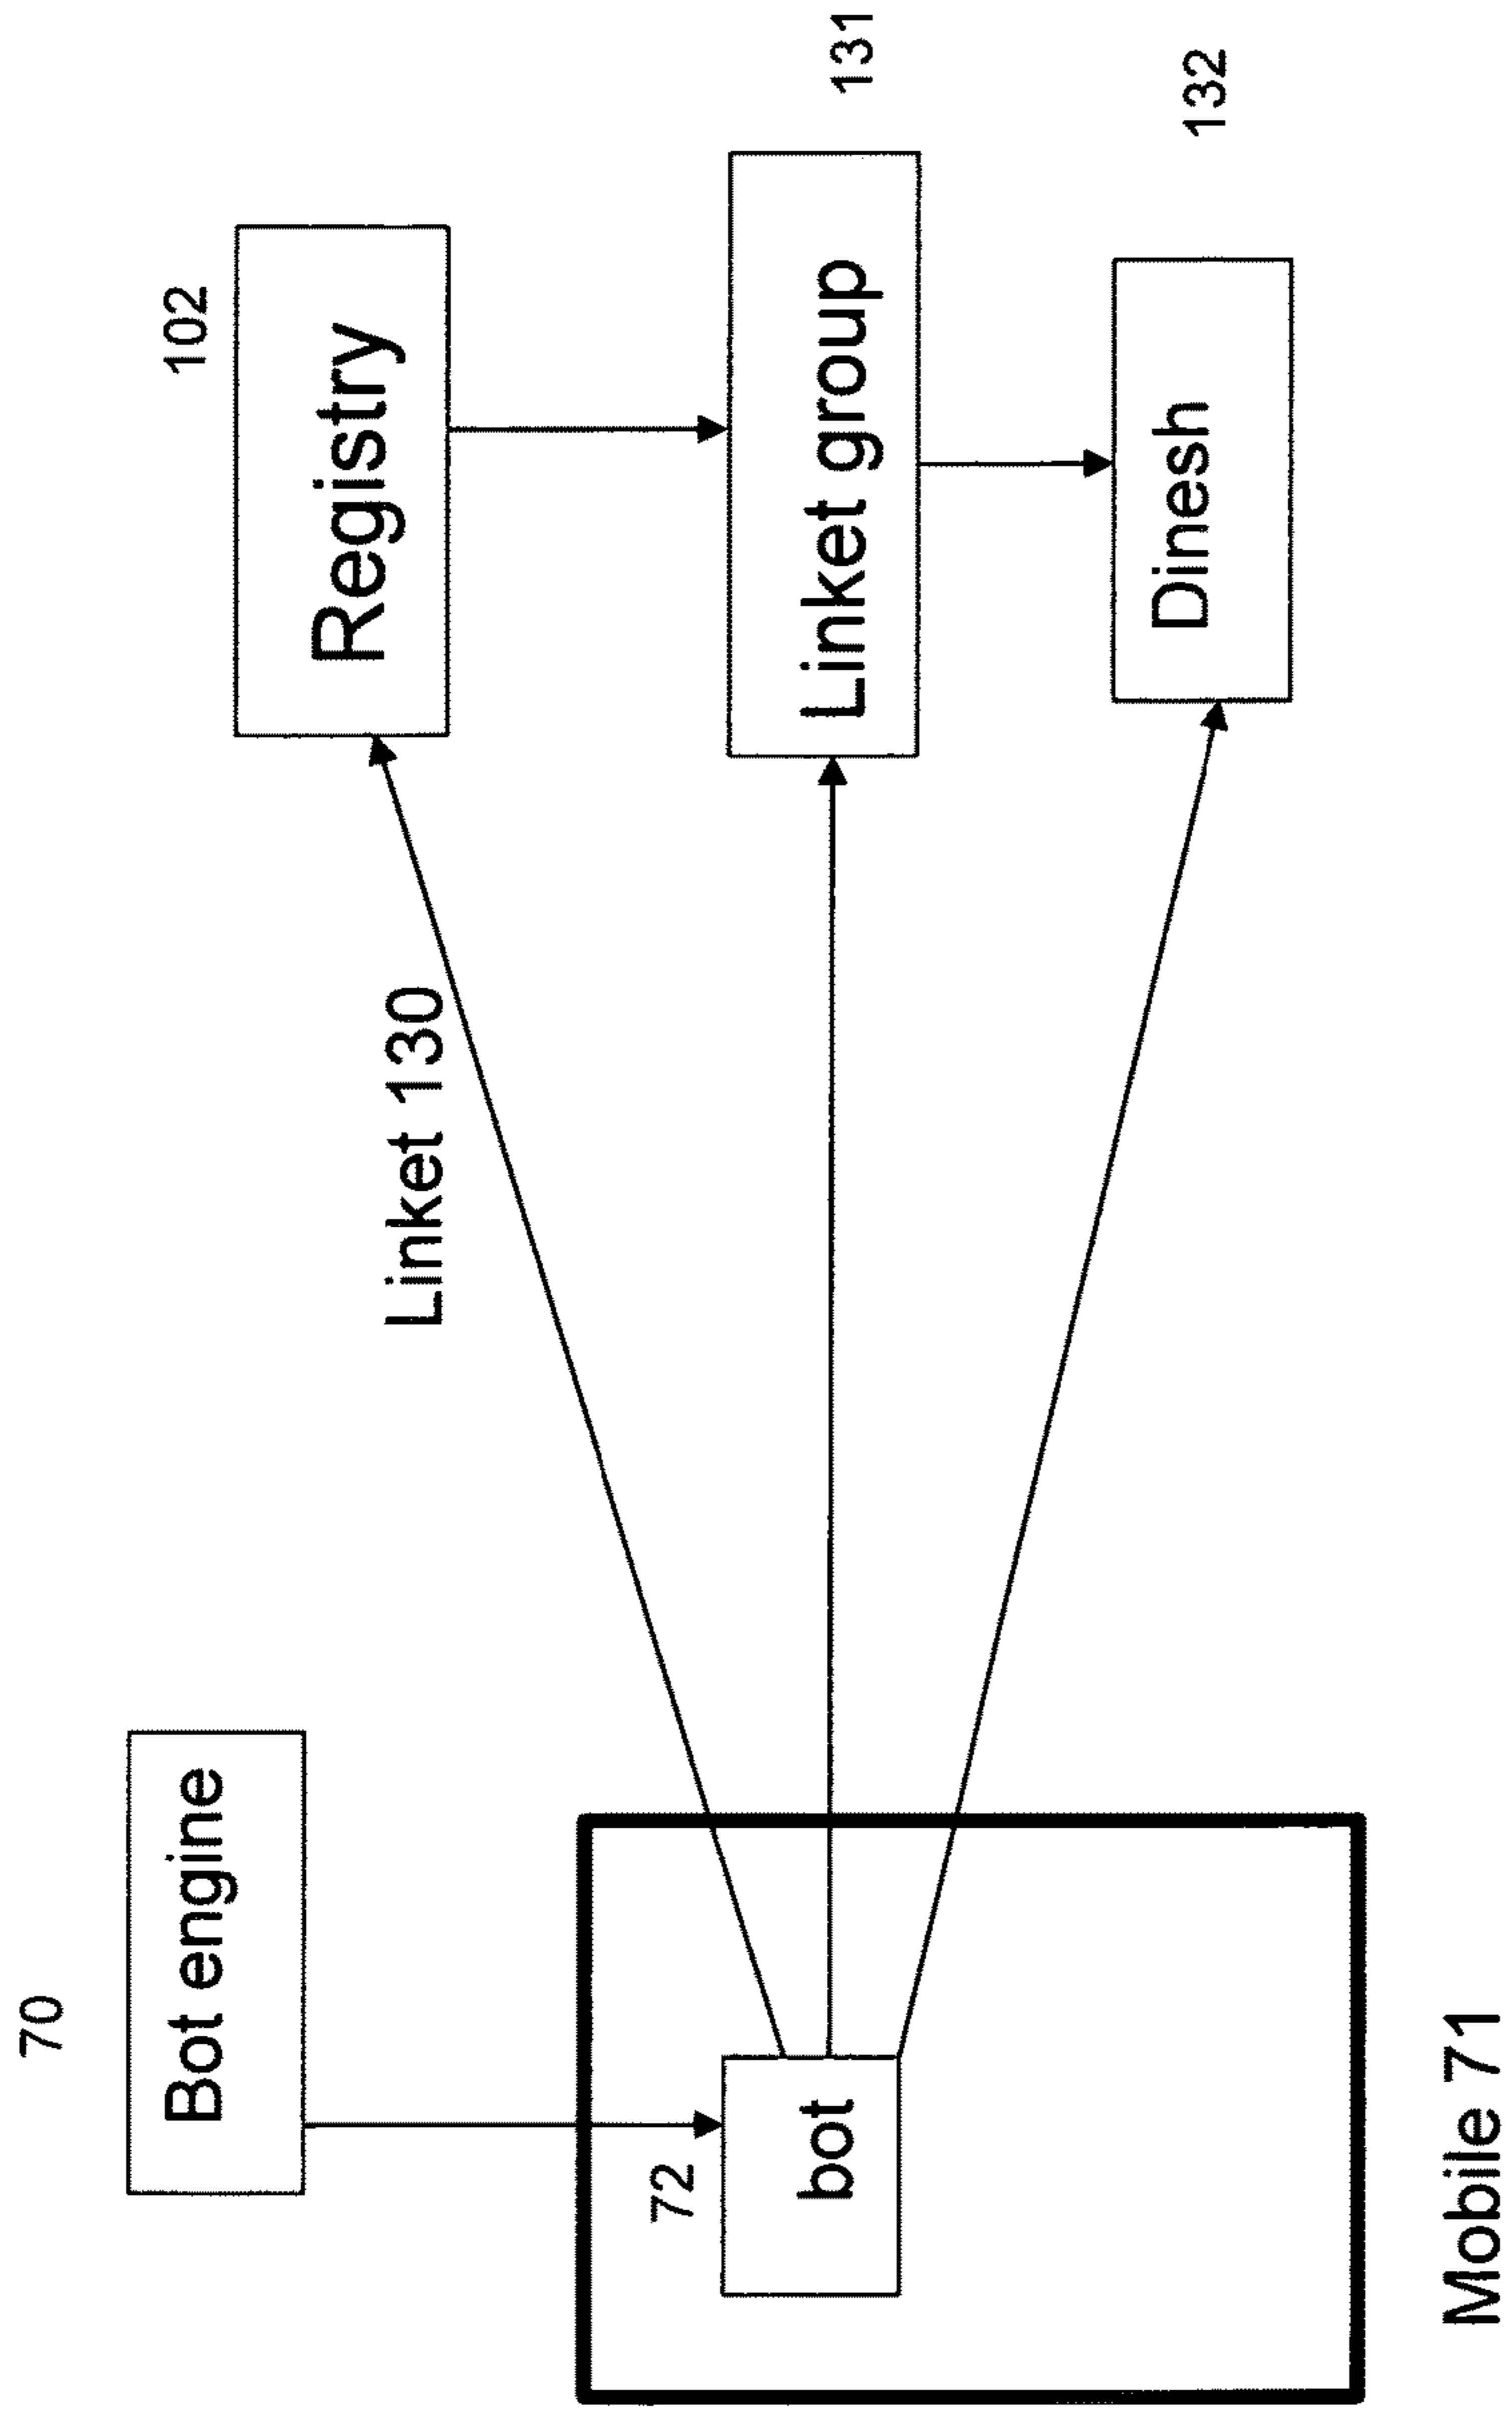 70
Bot engine
102
Registry
Linket 130
72
bot
Linket group
131
Dinesh
132
Mobile 71